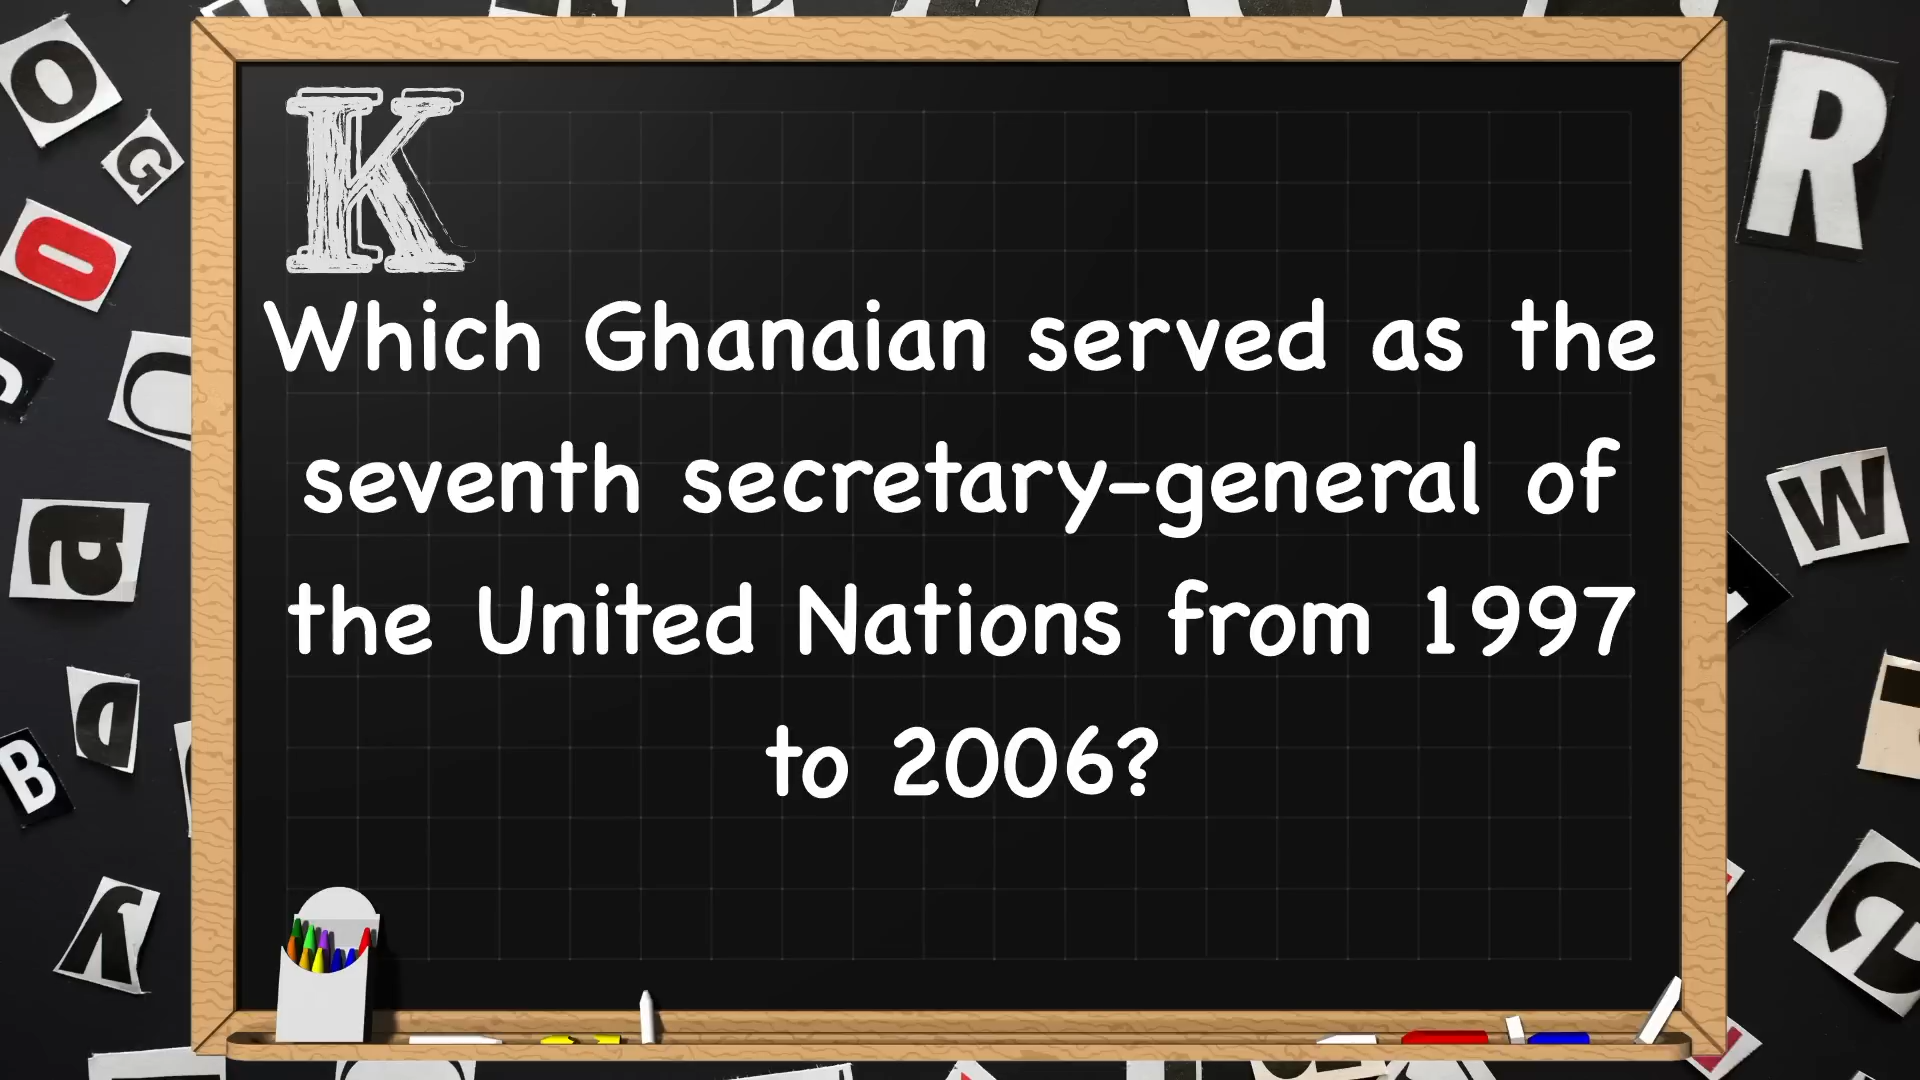 K
Which Ghanaian served as the
seventh secretary-general of
the United Nations from 1997
to 2006?
O
G
O
a
D
B
y
R
W
e